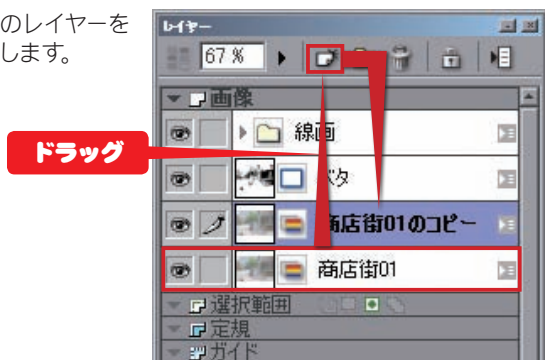 のレイヤーを
します。
レイヤー
67 %
画像
線画
ドラッグ
商店街01のコピー
商店街01
選択範囲
定規
ガイド